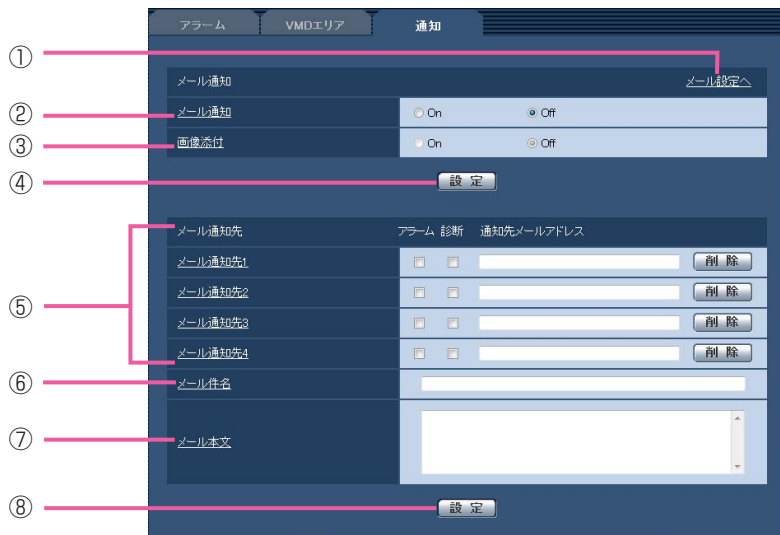 アラーム VMDエリア 通知
① メール通知 メール設定へ
② メール通知 On Off
③ 画像添付 On Off
④ 設定
メール通知先 アラーム 診断 通知先メールアドレス
メール通知先1 削除
メール通知先2 削除
⑤
メール通知先3 削除
メール通知先4 削除
⑥ メール件名
⑦ メール本文
⑧ 設定